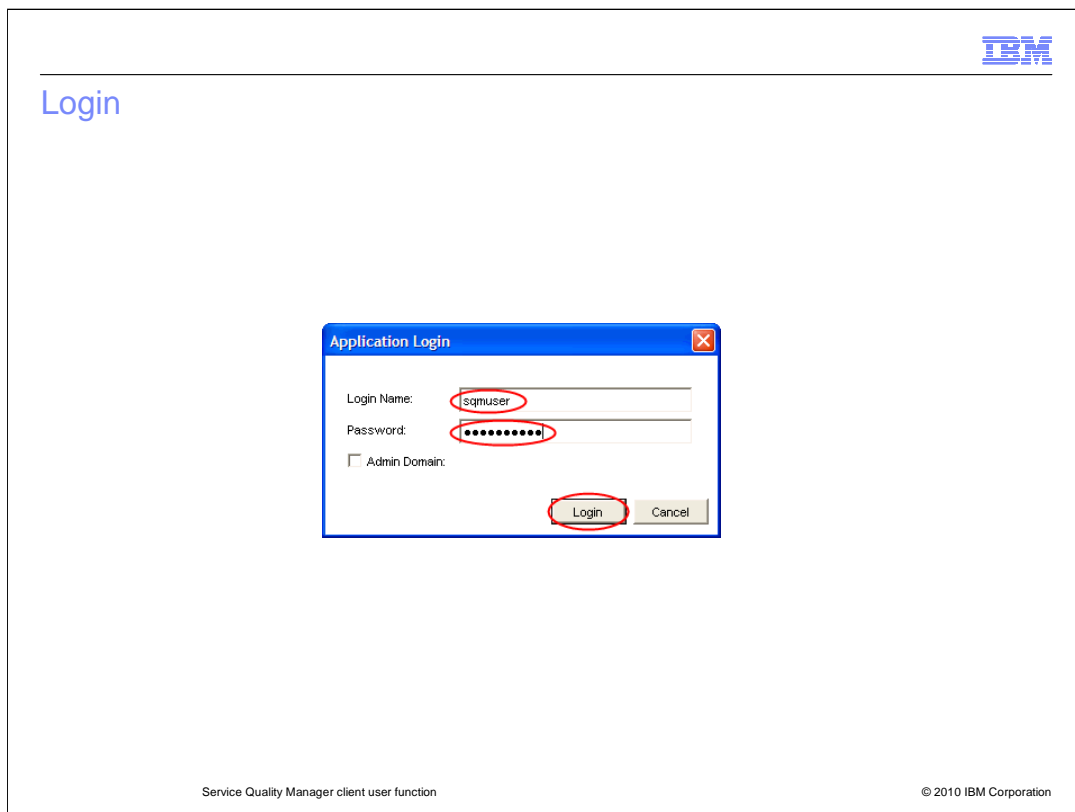 IBM
Login
Application Login
Login Name: sqmuser
Password: ●●●●●●●●●●
Admin Domain:
Login Cancel
Service Quality Manager client user function © 2010 IBM Corporation